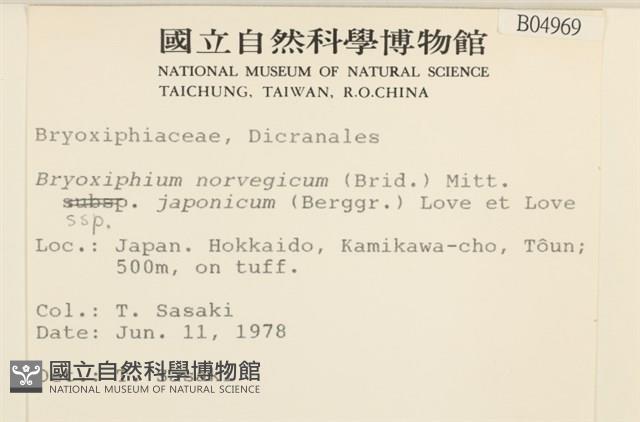 B04969
國立自然科學博物館
NATIONAL MUSEUM OF NATURAL SCIENCE
TAICHUNG, TAIWAN, R.O.CHINA
Bryoxiphiaceae, Dicranales
Bryoxiphium norvegicum (Brid.) Mitt.
subsp. japonicum (Berggr.) Love et Love
ssp.
Loc.: Japan. Hokkaido, Kamikawa-cho, Tôun;
500m, on tuff.
Col.: T. Sasaki
Date: Jun. 11, 1978
Det.: T. Sasaki
國立自然科學博物館
NATIONAL MUSEUM OF NATURAL SCIENCE